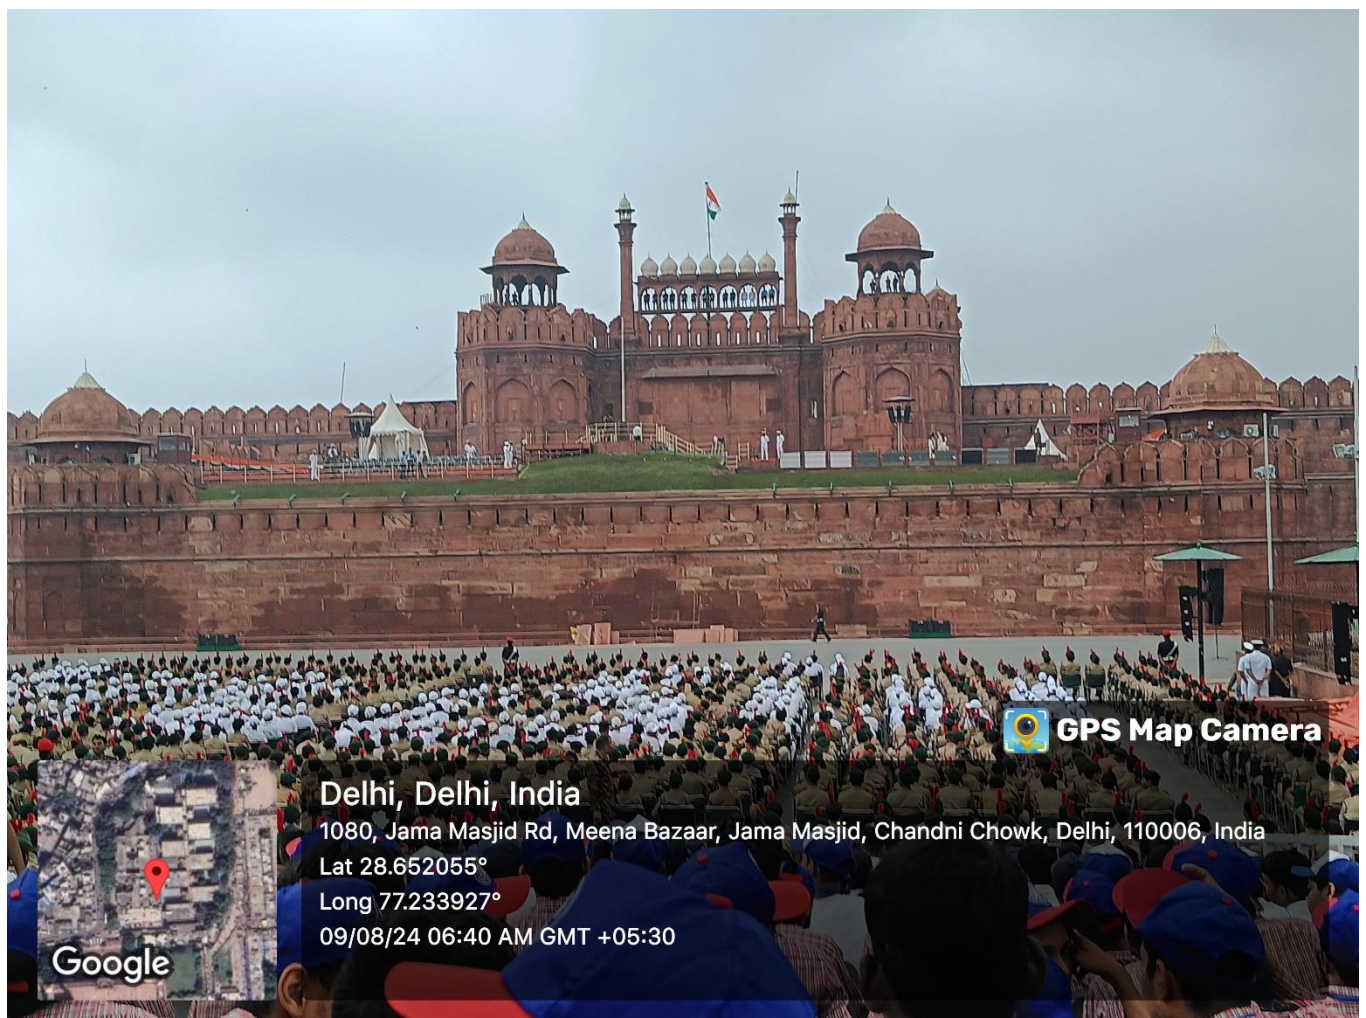 GPS Map Camera
Delhi, Delhi, India
1080, Jama Masjid Rd, Meena Bazaar, Jama Masjid, Chandni Chowk, Delhi, 110006, India
Lat 28.652055°
Long 77.233927°
09/08/24 06:40 AM GMT +05:30
Google